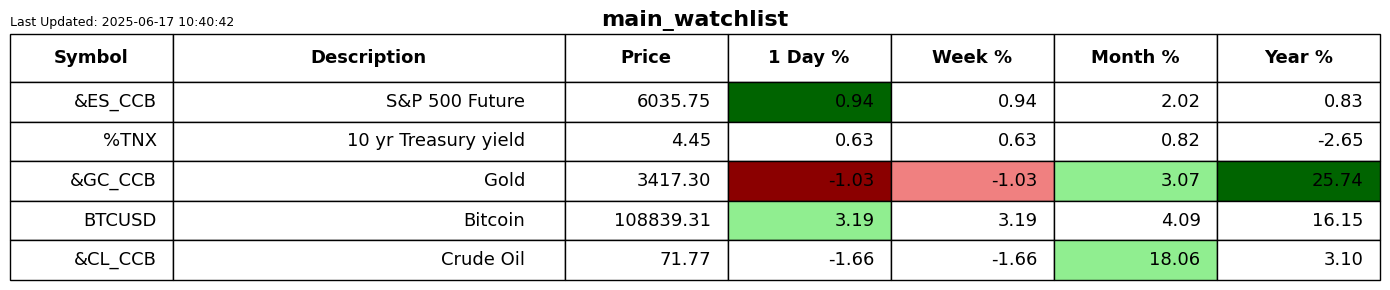 Last Updated: 2025-06-17 10:40:42
main_watchlist
Symbol Description Price 1 Day % Week % Month % Year %
&ES_CCB S&P 500 Future 6035.75 0.94 0.94 2.02 0.83
%TNX 10 yr Treasury yield 4.45 0.63 0.63 0.82 -2.65
&GC_CCB Gold 3417.30 -1.03 -1.03 3.07 25.74
BTCUSD Bitcoin 108839.31 3.19 3.19 4.09 16.15
&CL_CCB Crude Oil 71.77 -1.66 -1.66 18.06 3.10